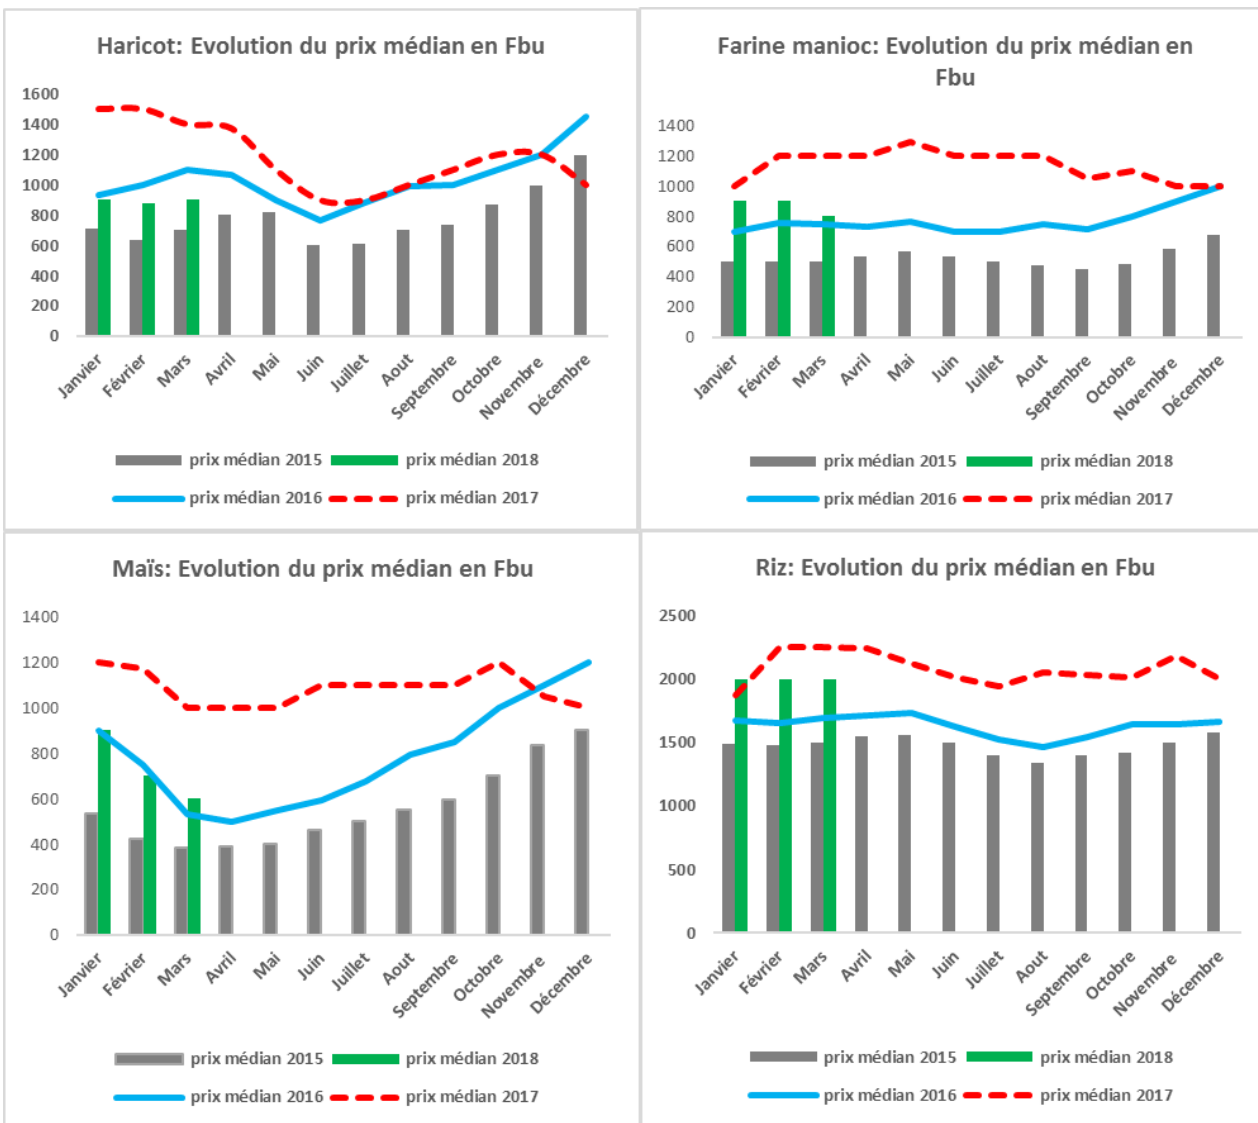 Haricot: Evolution du prix médian en Fbu
1600
1400
1200
1000
800
600
400
200
0
Janvier
Février
Mars
Avril
Mai
Juin
Juillet
Aout
Septembre
Octobre
Novembre
Décembre
prix médian 2015
prix médian 2018
prix médian 2016
prix médian 2017
Farine manioc: Evolution du prix médian en
Fbu
1400
1200
1000
800
600
400
200
0
Janvier
Février
Mars
Avril
Mai
Juin
Juillet
Aout
Septembre
Octobre
Novembre
Décembre
prix médian 2015
prix médian 2018
prix médian 2016
prix médian 2017
Maïs: Evolution du prix médian en Fbu
1400
1200
1000
800
600
400
200
0
Janvier
Février
Mars
Avril
Mai
Juin
Juillet
Aout
Septembre
Octobre
Novembre
Décembre
prix médian 2015
prix médian 2018
prix médian 2016
prix médian 2017
Riz: Evolution du prix médian en Fbu
2500
2000
1500
1000
500
0
Janvier
Février
Mars
Avril
Mai
Juin
Juillet
Aout
Septembre
Octobre
Novembre
Décembre
prix médian 2015
prix médian 2018
prix médian 2016
prix médian 2017